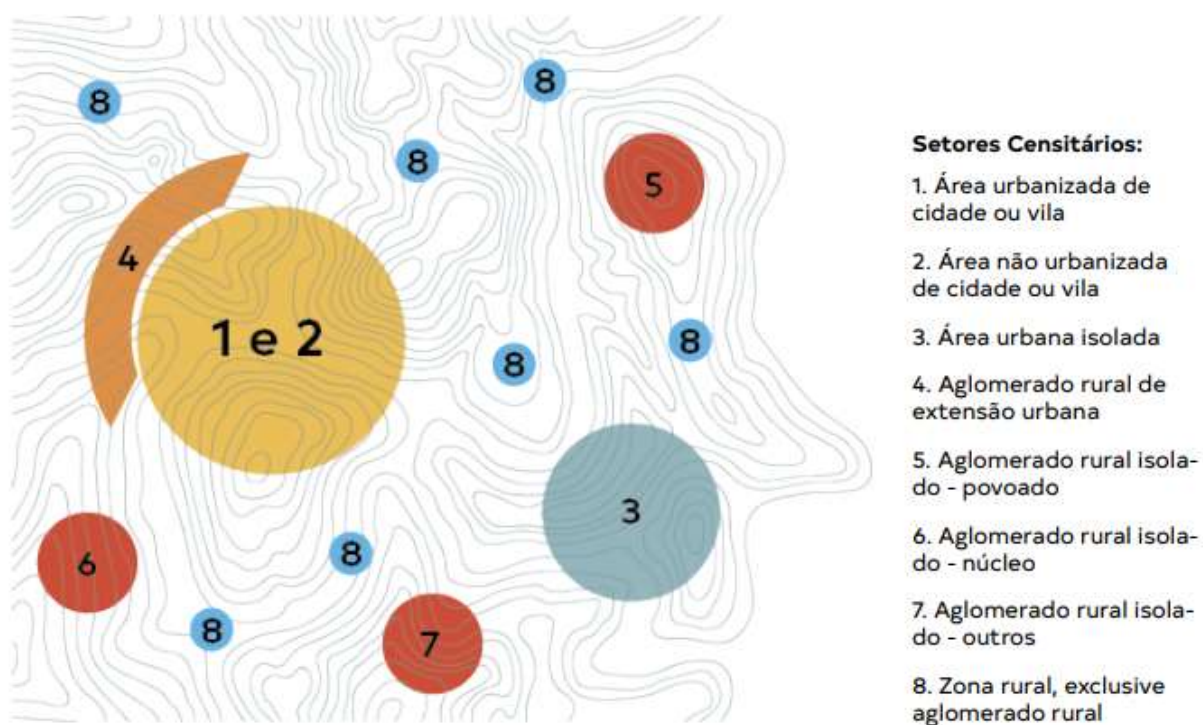 8
8
8
5
4
1 e 2
8
8
3
8
6
8
7
Setores Censitários:
1. Área urbanizada de
cidade ou vila
2. Área não urbanizada
de cidade ou vila
3. Área urbana isolada
4. Aglomerado rural de
extensão urbana
5. Aglomerado rural isola-
do - povoado
6. Aglomerado rural isola-
do - núcleo
7. Aglomerado rural isola-
do - outros
8. Zona rural, exclusive
aglomerado rural